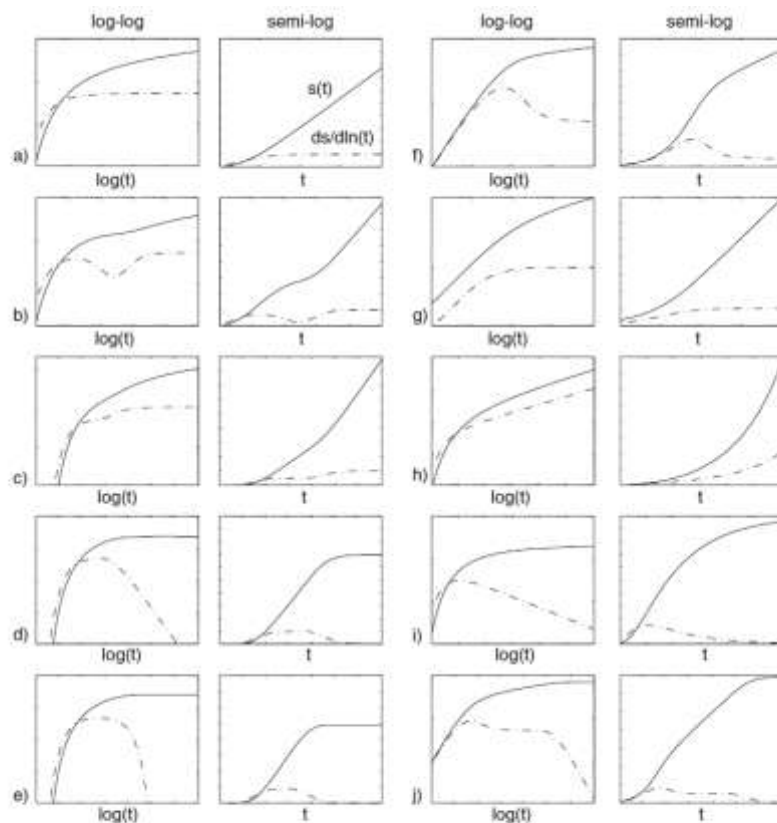 log-log semi-log log-log semi-log
s(t)
ds/dln(t)
a) f)
log(t) t log(t) t
b) g)
log(t) t log(t) t
c) h)
log(t) t log(t) t
d) i)
log(t) t log(t) t
e) j)
log(t) t log(t) t